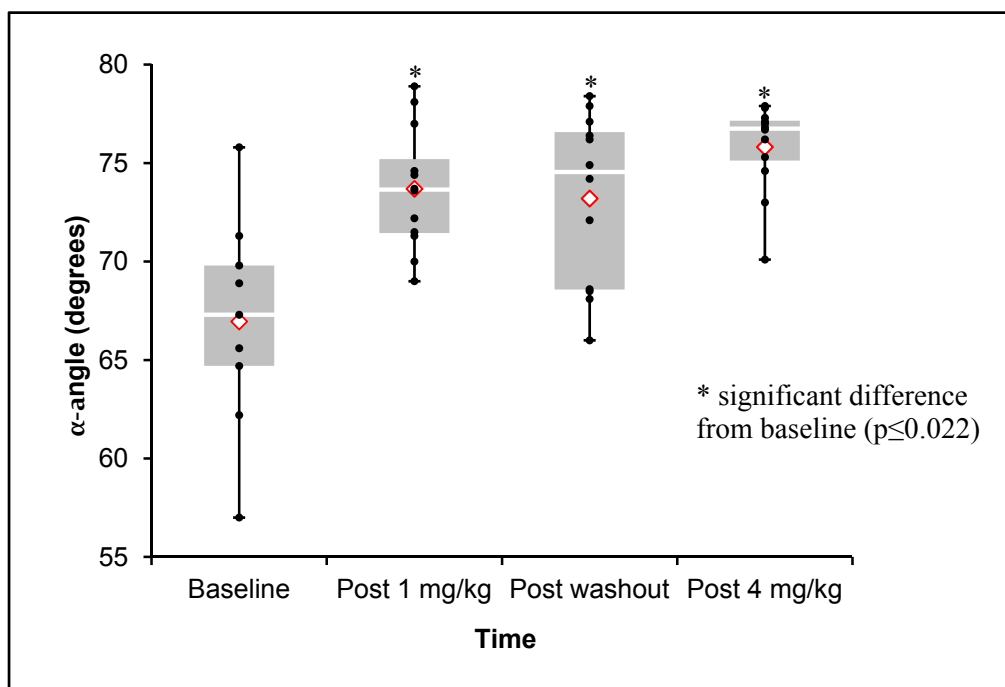 80
75
70
65
60
55
α-angle (degrees)
*
*
*
* significant difference
from baseline (p≤0.022)
Baseline Post 1 mg/kg Post washout Post 4 mg/kg
Time